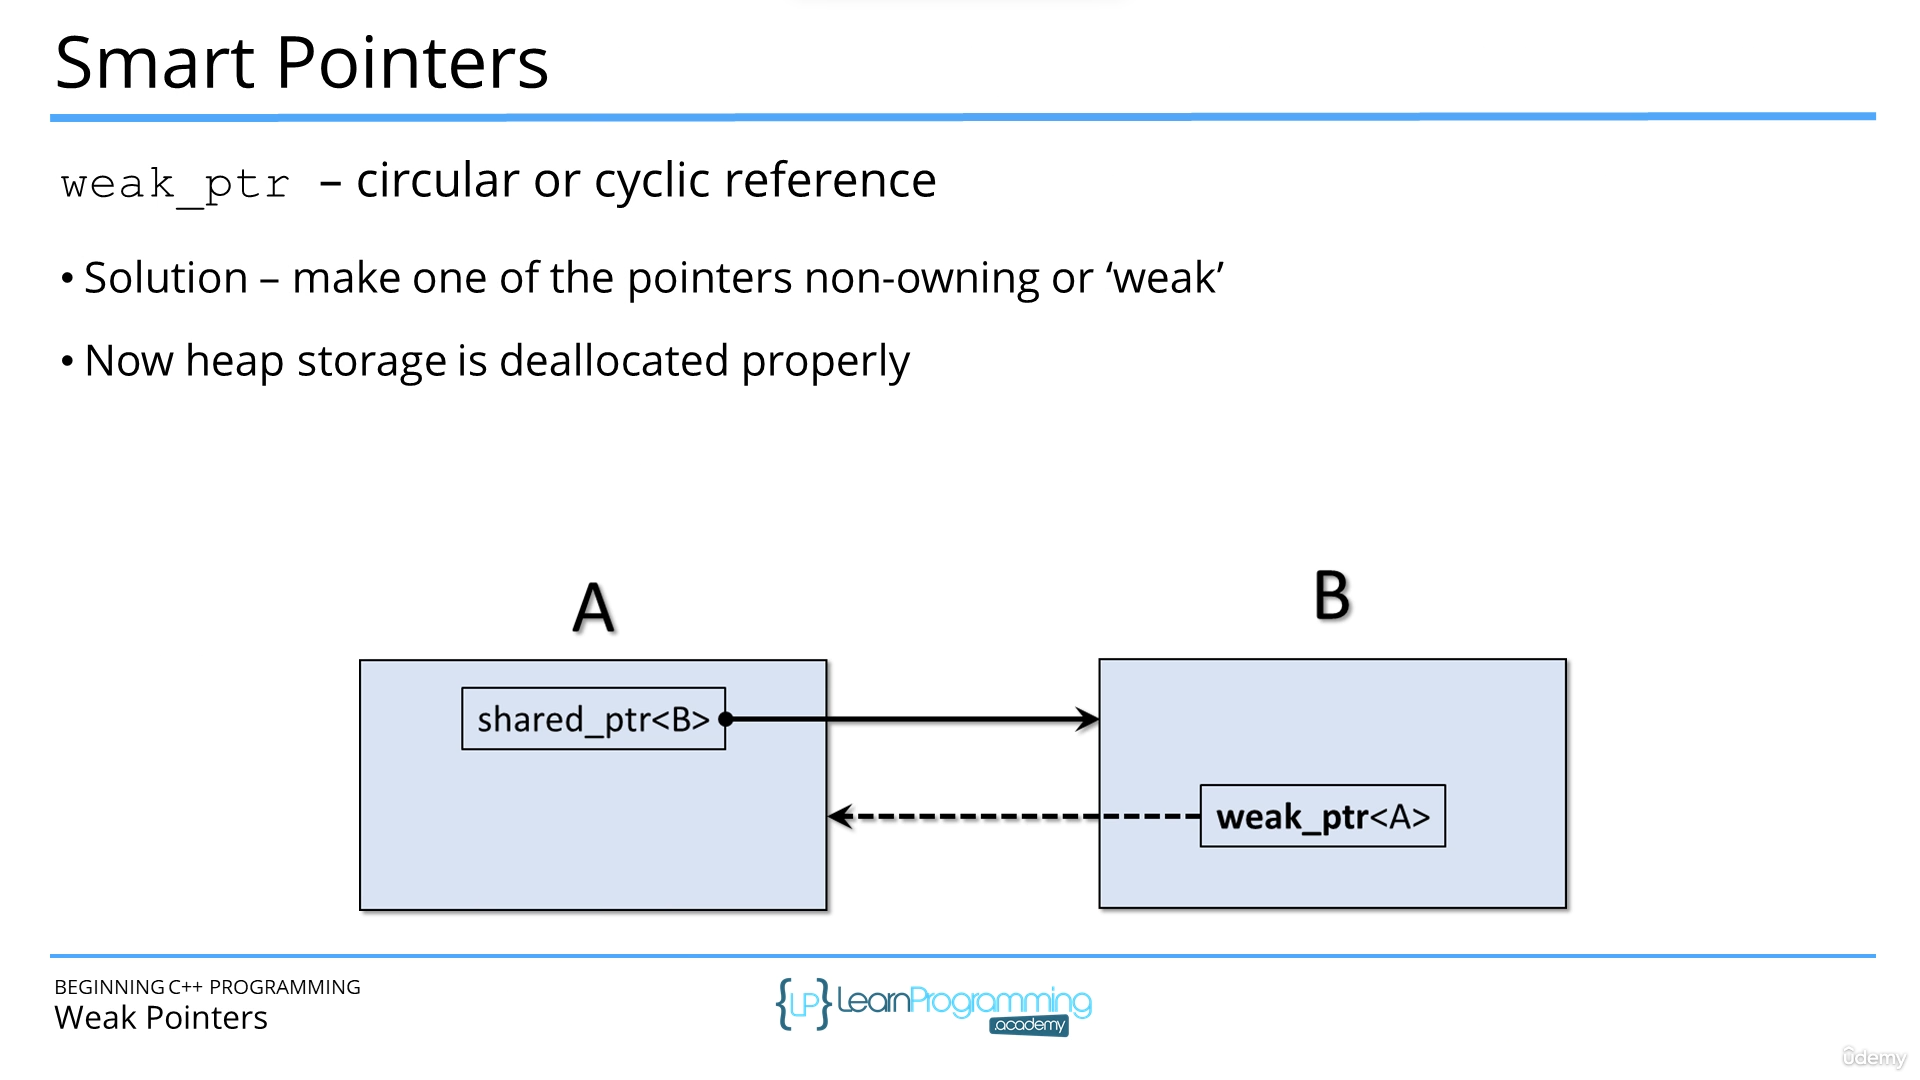 Smart Pointers
weak_ptr – circular or cyclic reference
• Solution – make one of the pointers non-owning or ‘weak’
• Now heap storage is deallocated properly
A
B
shared_ptr<B>
weak_ptr<A>
BEGINNING C++ PROGRAMMING
Weak Pointers
{LP} LearnProgramming
.academy
ûdemy